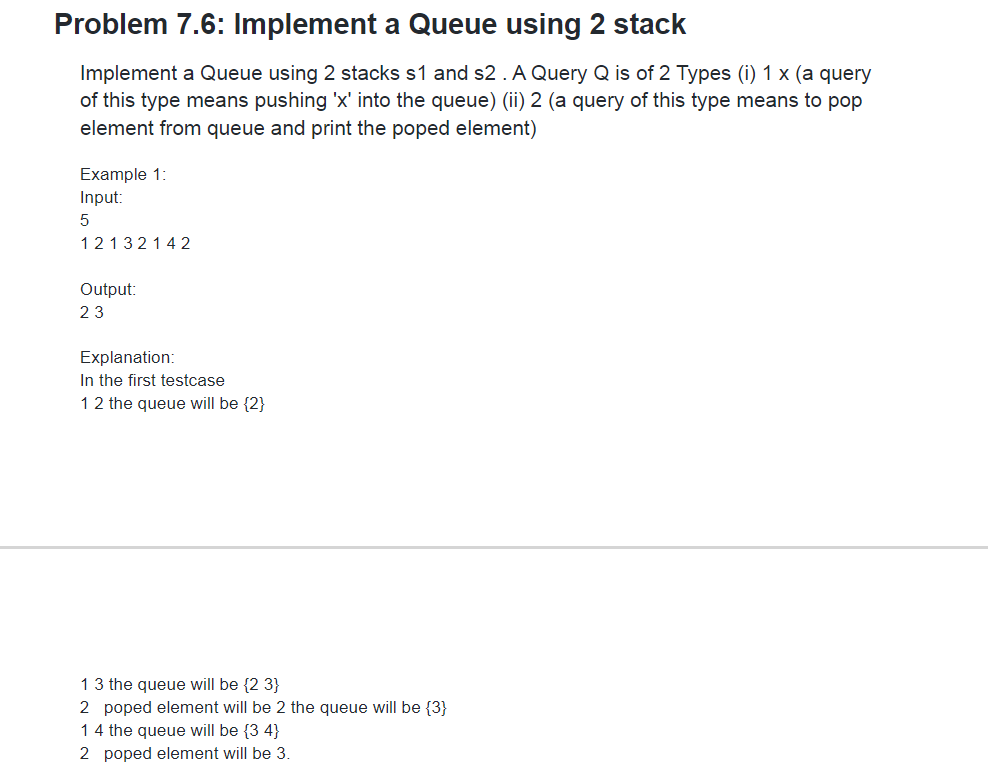 Problem 7.6: Implement a Queue using 2 stack
Implement a Queue using 2 stacks s1 and s2 . A Query Q is of 2 Types (i) 1 x (a query
of this type means pushing 'x' into the queue) (ii) 2 (a query of this type means to pop
element from queue and print the poped element)
Example 1:
Input:
5
1 2 1 3 2 1 4 2
Output:
2 3
Explanation:
In the first testcase
1 2 the queue will be {2}
1 3 the queue will be {2 3}
2 poped element will be 2 the queue will be {3}
1 4 the queue will be {3 4}
2 poped element will be 3.